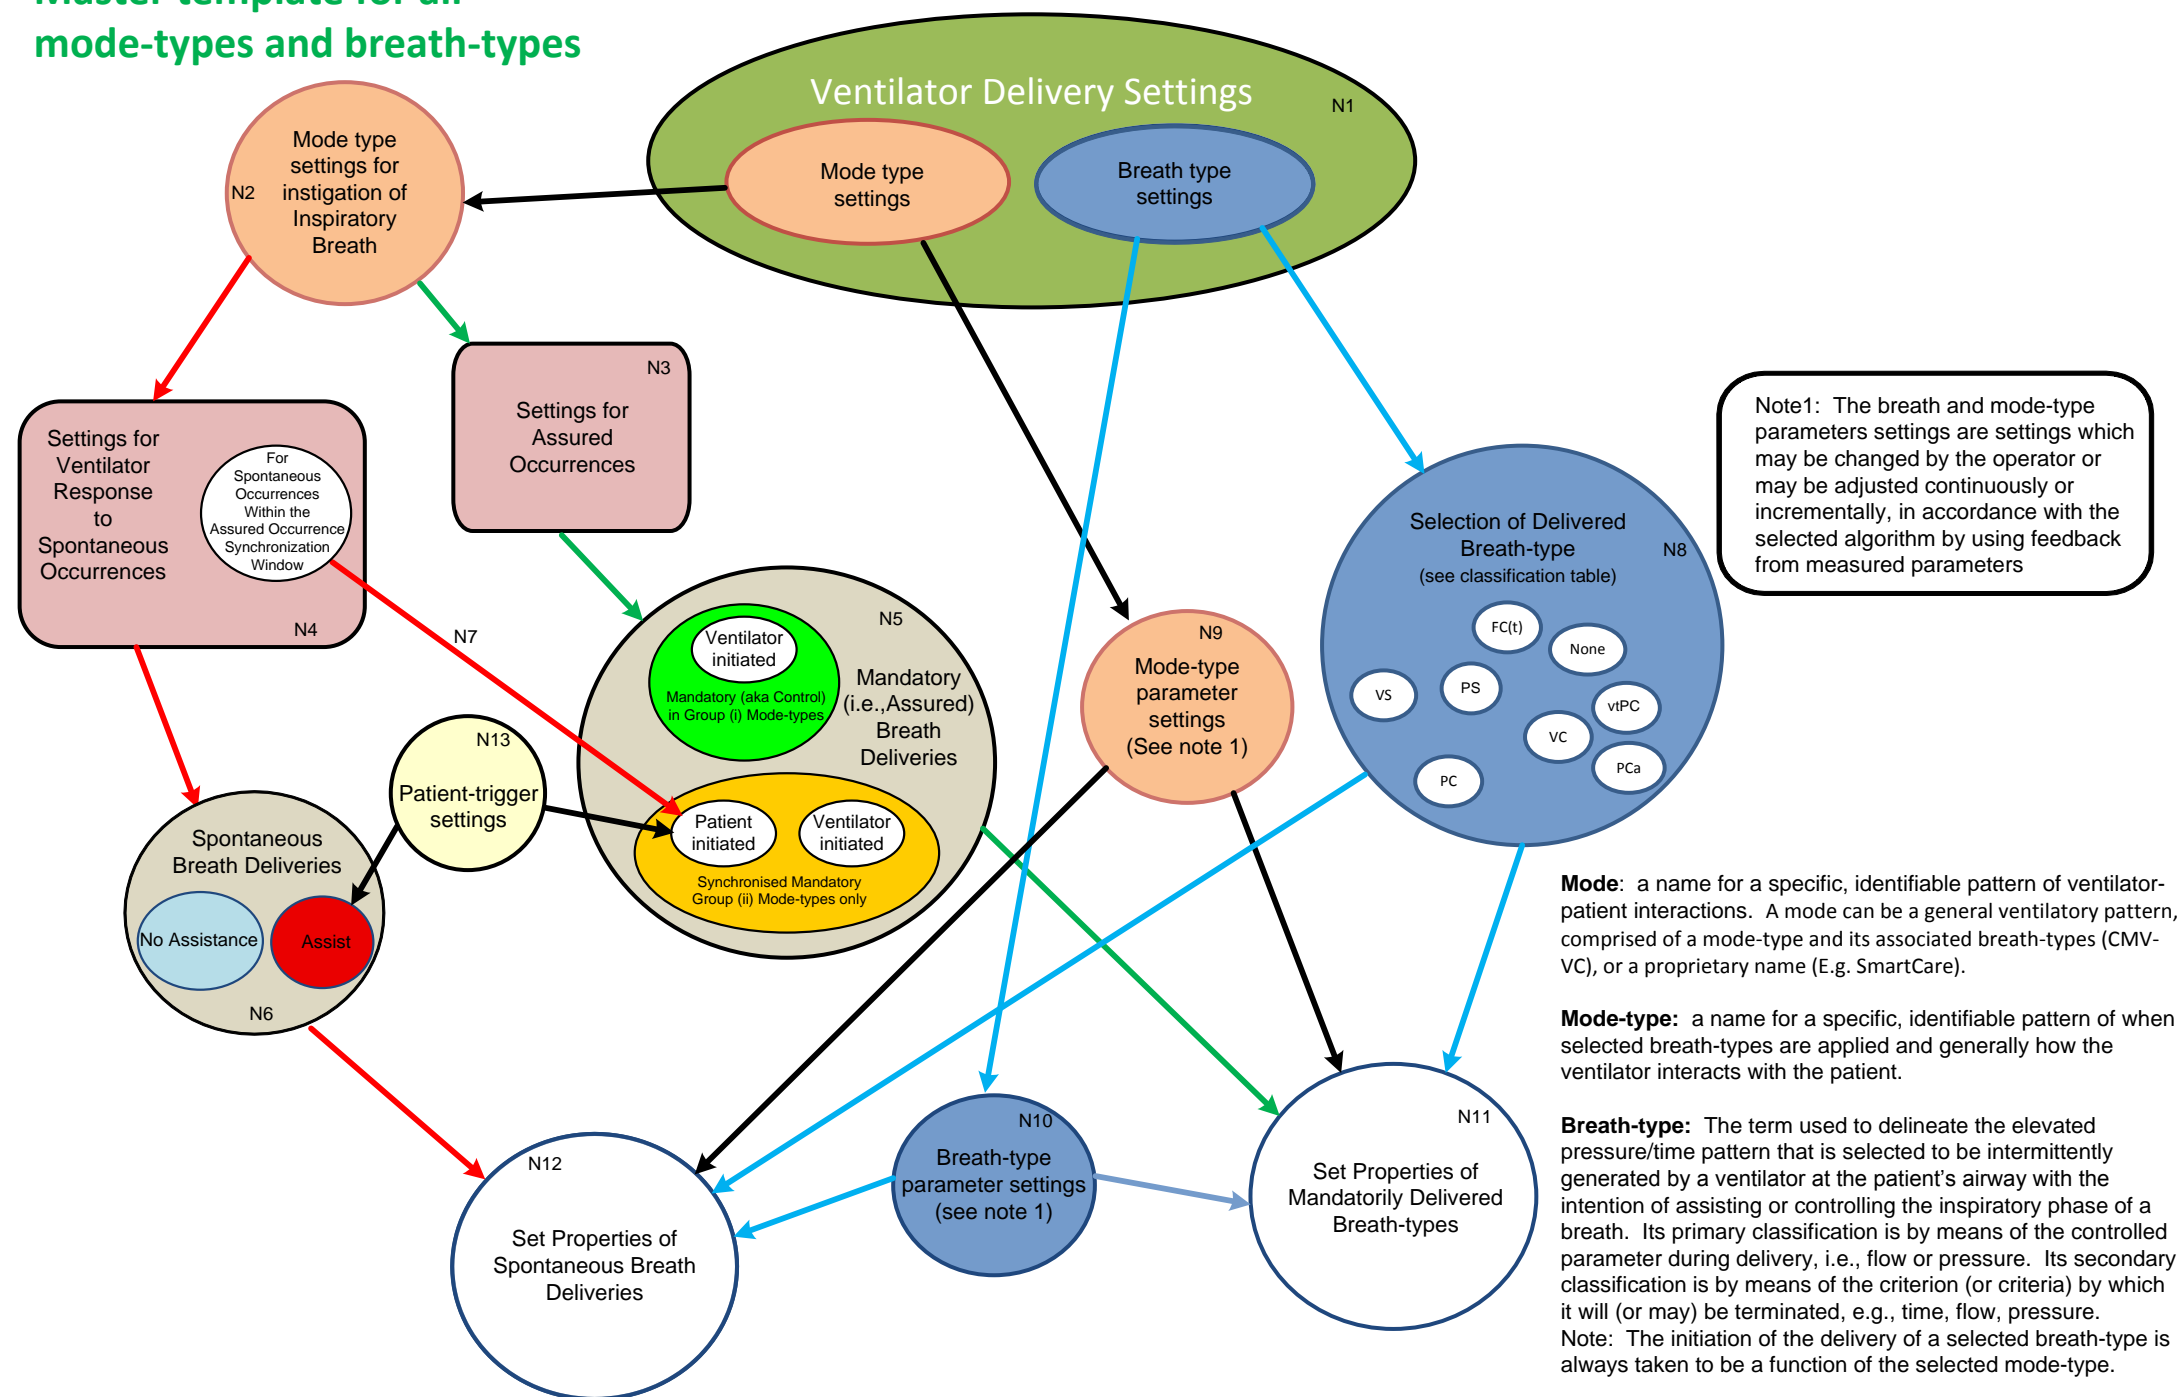 Master template for all
mode-types and breath-types
Ventilator Delivery Settings
N1
Mode type
settings
Breath type
settings
Mode type
settings for
instigation of
Inspiratory
Breath
N2
N3
Settings for
Assured
Occurrences
Settings for
Ventilator
Response
to
Spontaneous
Occurrences
For
Spontaneous
Occurrences
Within the
Assured Occurrence
Synchronization
Window
N4
N7
N5
Ventilator
initiated
Mandatory (aka Control)
in Group (i) Mode-types
Mandatory
(i.e.,Assured)
Breath
Deliveries
Patient
initiated
Ventilator
initiated
Synchronised Mandatory
Group (ii) Mode-types only
N13
Patient-trigger
settings
Spontaneous
Breath Deliveries
No Assistance
Assist
N6
N9
Mode-type
parameter
settings
(See note 1)
Selection of Delivered
Breath-type
(see classification table)
N8
FC(t)
None
VS
PS
vtPC
VC
PCa
PC
Note1:  The breath and mode-type
parameters settings are settings which
may be changed by the operator or
may be adjusted continuously or
incrementally, in accordance with the
selected algorithm by using feedback
from measured parameters
N10
Breath-type
parameter settings
(see note 1)
N11
Set Properties of
Mandatorily Delivered
Breath-types
N12
Set Properties of
Spontaneous Breath
Deliveries
Mode:  a name for a specific, identifiable pattern of ventilator-
patient interactions.  A mode can be a general ventilatory pattern,
comprised of a mode-type and its associated breath-types (CMV-
VC), or a proprietary name (E.g. SmartCare).
Mode-type:  a name for a specific, identifiable pattern of when
selected breath-types are applied and generally how the
ventilator interacts with the patient.
Breath-type:  The term used to delineate the elevated
pressure/time pattern that is selected to be intermittently
generated by a ventilator at the patient's airway with the
intention of assisting or controlling the inspiratory phase of a
breath.  Its primary classification is by means of the controlled
parameter during delivery, i.e., flow or pressure.  Its secondary
classification is by means of the criterion (or criteria) by which
it will (or may) be terminated, e.g., time, flow, pressure.
Note:  The initiation of the delivery of a selected breath-type is
always taken to be a function of the selected mode-type.